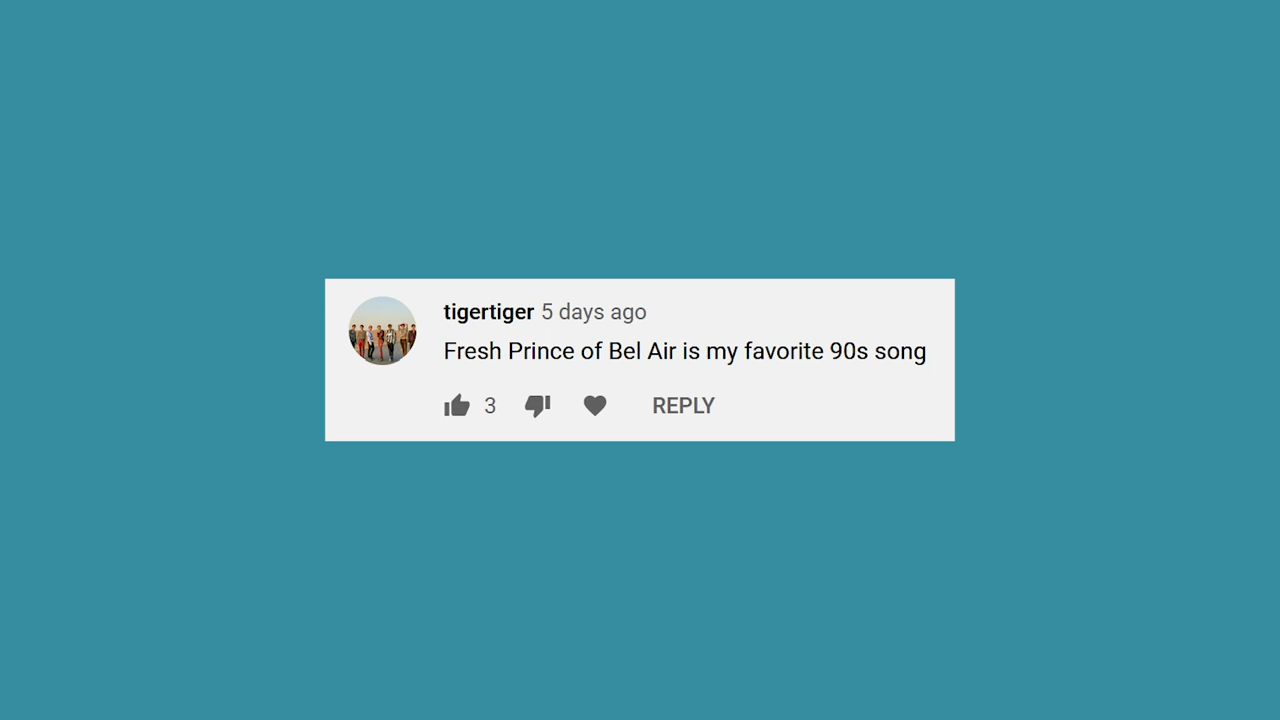 tigertiger 5 days ago
Fresh Prince of Bel Air is my favorite 90s song
3 REPLY